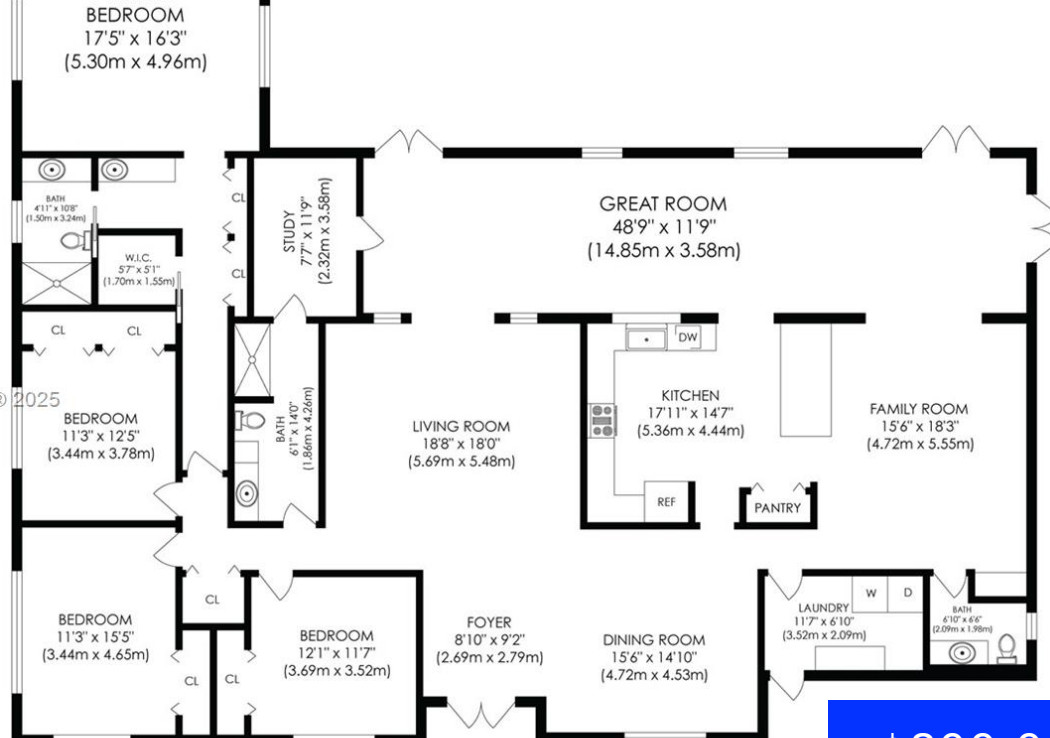 BEDROOM
17'5" x 16'3"
(5.30m x 4.96m)
BATH
4'11" x 10'8"
(1.50m x 3.24m)
W.I.C.
5'7" x 5'1"
(1.70m x 1.55m)
CL
CL
STUDY
7'7" x 11'9"
(2.32m x 3.58m)
GREAT ROOM
48'9" x 11'9"
(14.85m x 3.58m)
CL
CL
© 2025
BEDROOM
11'3" x 12'5"
(3.44m x 3.78m)
BATH
6'1" x 14'0"
(1.86m x 4.26m)
LIVING ROOM
18'8" x 18'0"
(5.69m x 5.48m)
DW
KITCHEN
17'11" x 14'7"
(5.36m x 4.44m)
REF
PANTRY
FAMILY ROOM
15'6" x 18'3"
(4.72m x 5.55m)
BEDROOM
11'3" x 15'5"
(3.44m x 4.65m)
CL
CL
CL
BEDROOM
12'1" x 11'7"
(3.69m x 3.52m)
FOYER
8'10" x 9'2"
(2.69m x 2.79m)
DINING ROOM
15'6" x 14'10"
(4.72m x 4.53m)
LAUNDRY
11'7" x 6'10"
(3.52m x 2.09m)
W
D
BATH
6'10" x 6'6"
(2.09m x 1.98m)